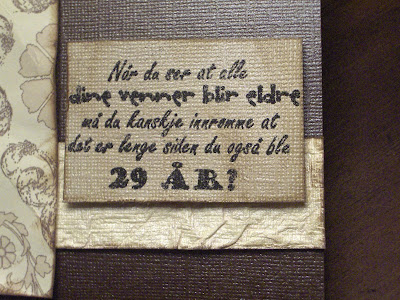 Når du ser at alle
dine venner blir eldre
må du kanskje innrømme at
det er lenge siden du også ble
29 ÅR?